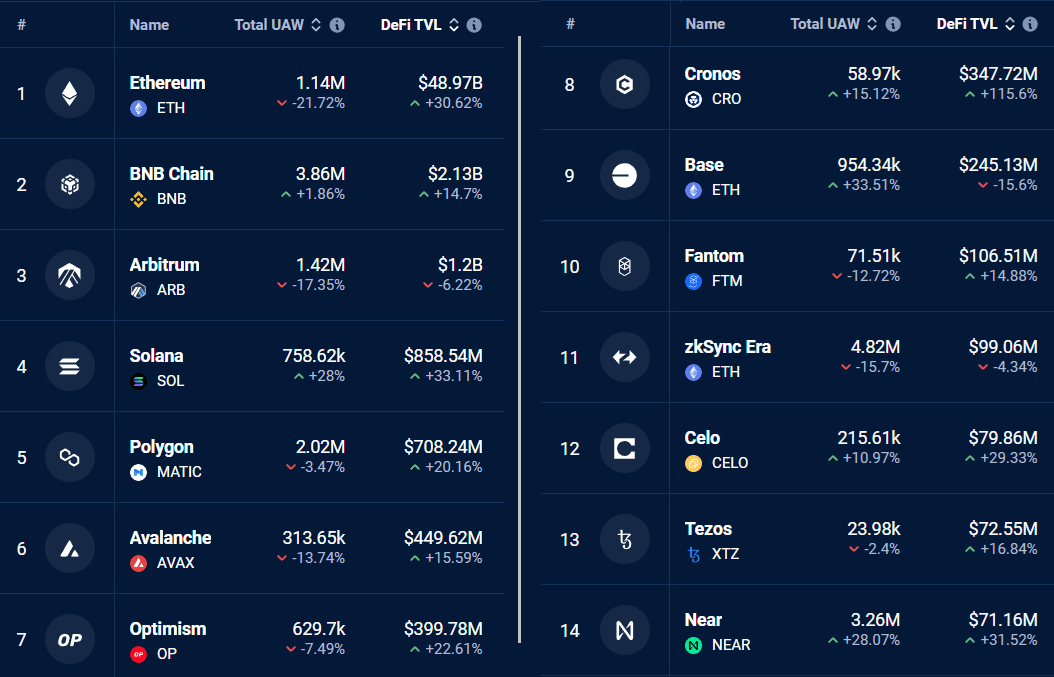 # Name Total UAW DeFi TVL
1 Ethereum 1.14M $48.97B
ETH -21.72% +30.62%
2 BNB Chain 3.86M $2.13B
BNB +1.86% +14.7%
3 Arbitrum 1.42M $1.2B
ARB -17.35% -6.22%
4 Solana 758.62k $858.54M
SOL +28% +33.11%
5 Polygon 2.02M $708.24M
MATIC -3.47% +20.16%
6 Avalanche 313.65k $449.62M
AVAX -13.74% +15.59%
7 OP Optimism 629.7k $399.78M
OP OP -7.49% +22.61%
# Name Total UAW DeFi TVL
8 Cronos 58.97k $347.72M
CRO +15.12% +115.6%
9 Base 954.34k $245.13M
ETH +33.51% -15.6%
10 Fantom 71.51k $106.51M
FTM -12.72% +14.88%
11 zkSync Era 4.82M $99.06M
ETH -15.7% -4.34%
12 Celo 215.61k $79.86M
CELO +10.97% +29.33%
13 Tezos 23.98k $72.55M
XTZ -2.4% +16.84%
14 Near 3.26M $71.16M
NEAR +28.07% +31.52%